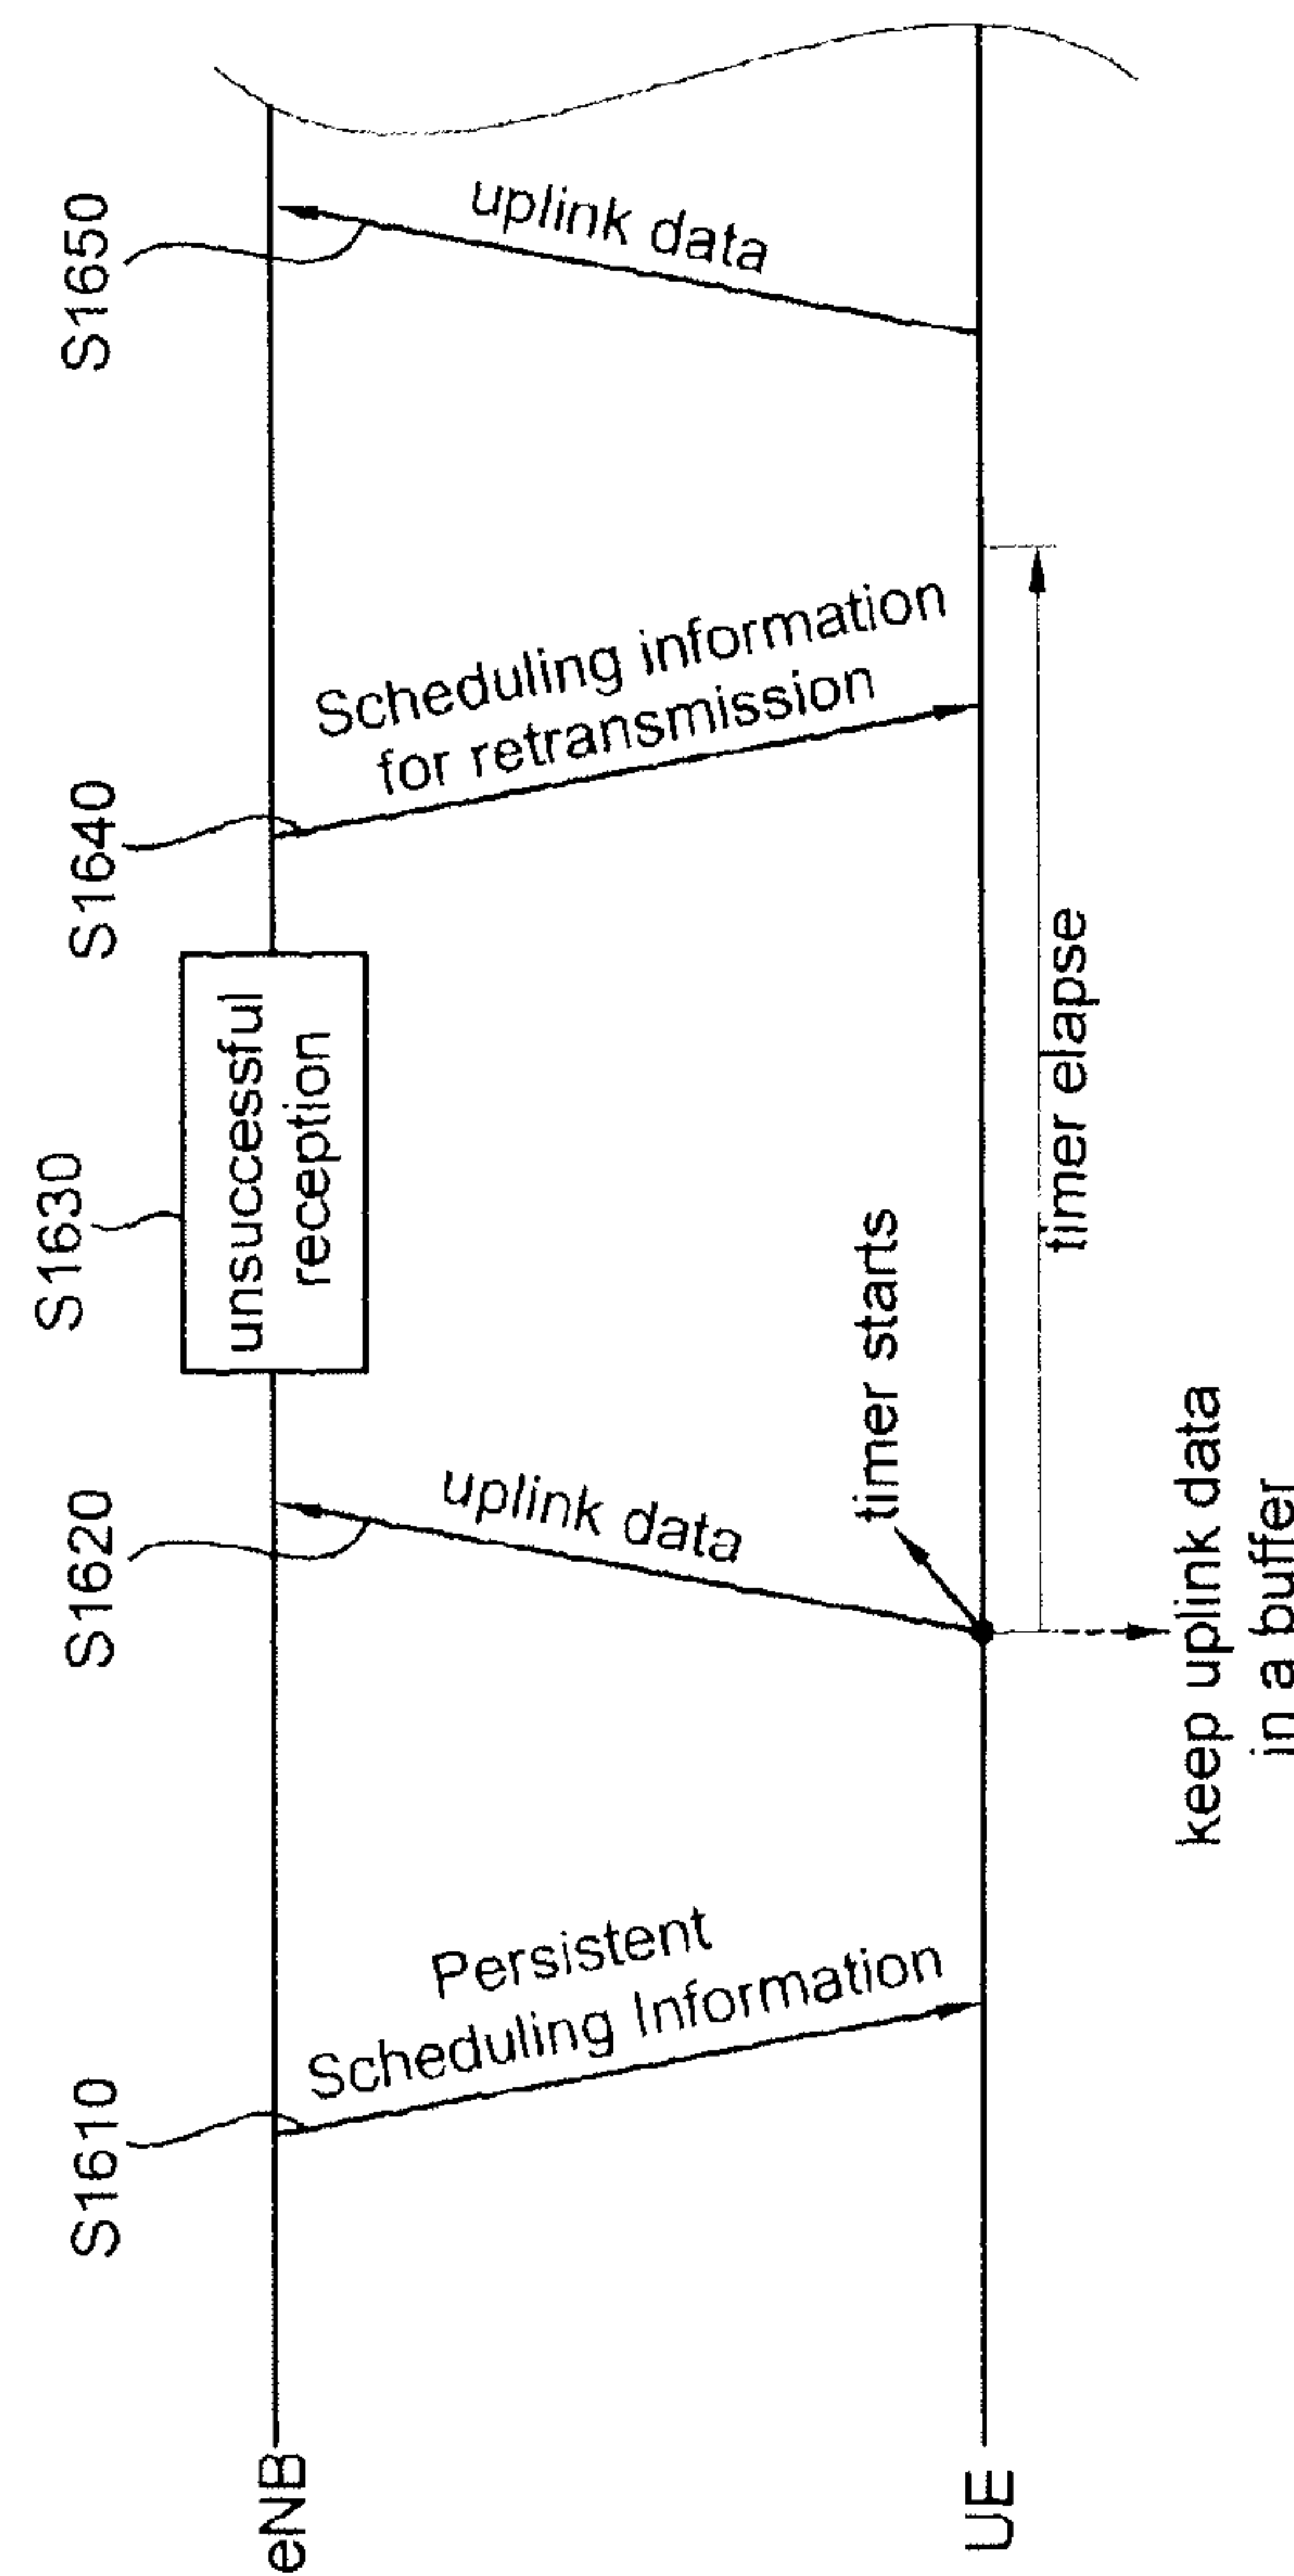 eNB
UE
S1610
Persistent
Scheduling Information
S1620
uplink data
timer starts
keep uplink data
in a buffer
timer elapse
S1630
unsuccessful
reception
S1640
Scheduling information
for retransmission
S1650
uplink data